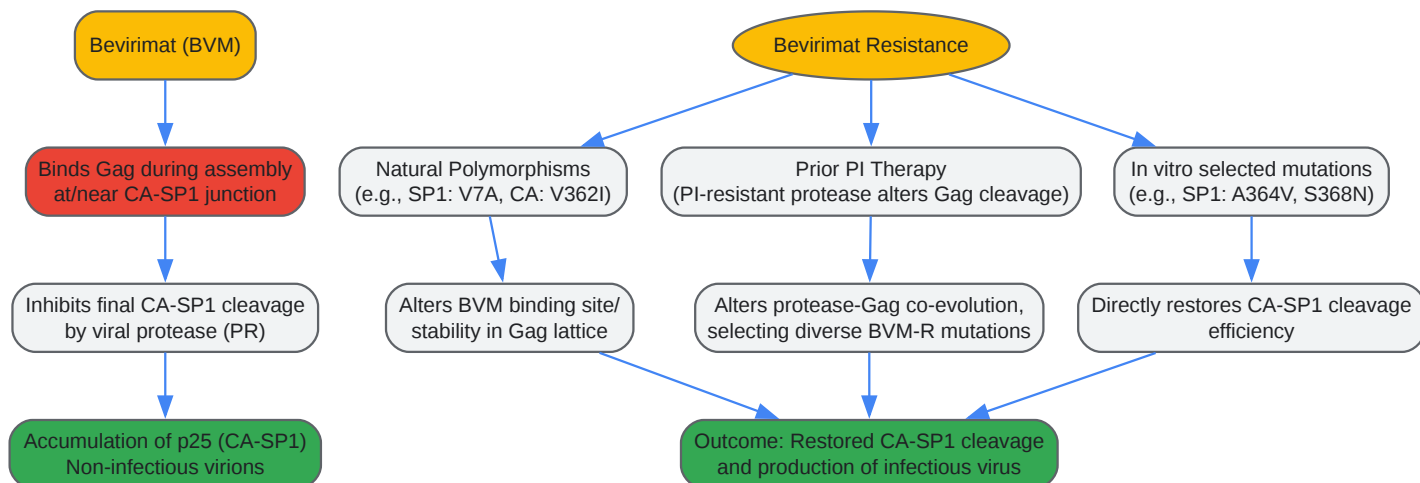 Bevirimat (BVM)
Binds Gag during assembly
at/near CA-SP1 junction
Inhibits final CA-SP1 cleavage
by viral protease (PR)
Accumulation of p25 (CA-SP1)
Non-infectious virions
Bevirimat Resistance
Natural Polymorphisms
(e.g., SP1: V7A, CA: V362I)
Alters BVM binding site/
stability in Gag lattice
Prior PI Therapy
(PI-resistant protease alters Gag cleavage)
Alters protease-Gag co-evolution,
selecting diverse BVM-R mutations
In vitro selected mutations
(e.g., SP1: A364V, S368N)
Directly restores CA-SP1 cleavage
efficiency
Outcome: Restored CA-SP1 cleavage
and production of infectious virus